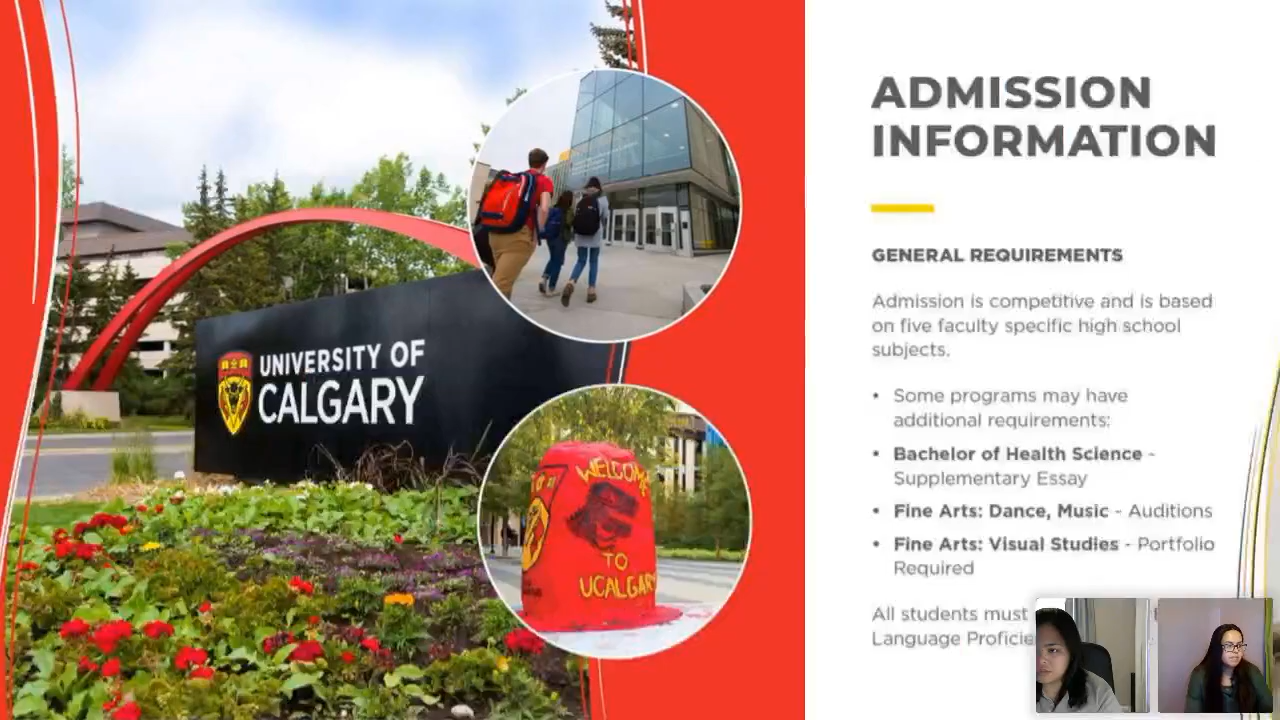 UNIVERSITY OF
CALGARY
WELCOME
TO
UCALGARY
ADMISSION
INFORMATION
GENERAL REQUIREMENTS
Admission is competitive and is based
on five faculty specific high school
subjects.
• Some programs may have
additional requirements:
• Bachelor of Health Science -
Supplementary Essay
• Fine Arts: Dance, Music - Auditions
• Fine Arts: Visual Studies - Portfolio
Required
All students must
Language